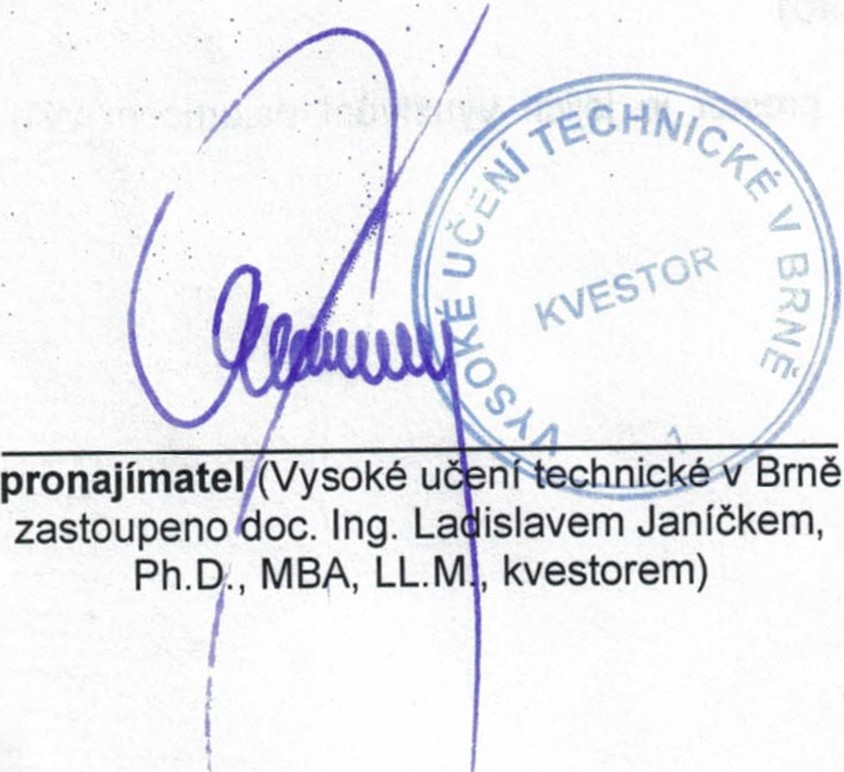 VYSOKÉ UČENÍ TECHNICKÉ V BRNĚ
KVESTOR
1
pronajímatel (Vysoké učení technické v Brně
zastoupeno doc. Ing. Ladislavem Janíčkem,
Ph.D., MBA, LL.M., kvestorem)